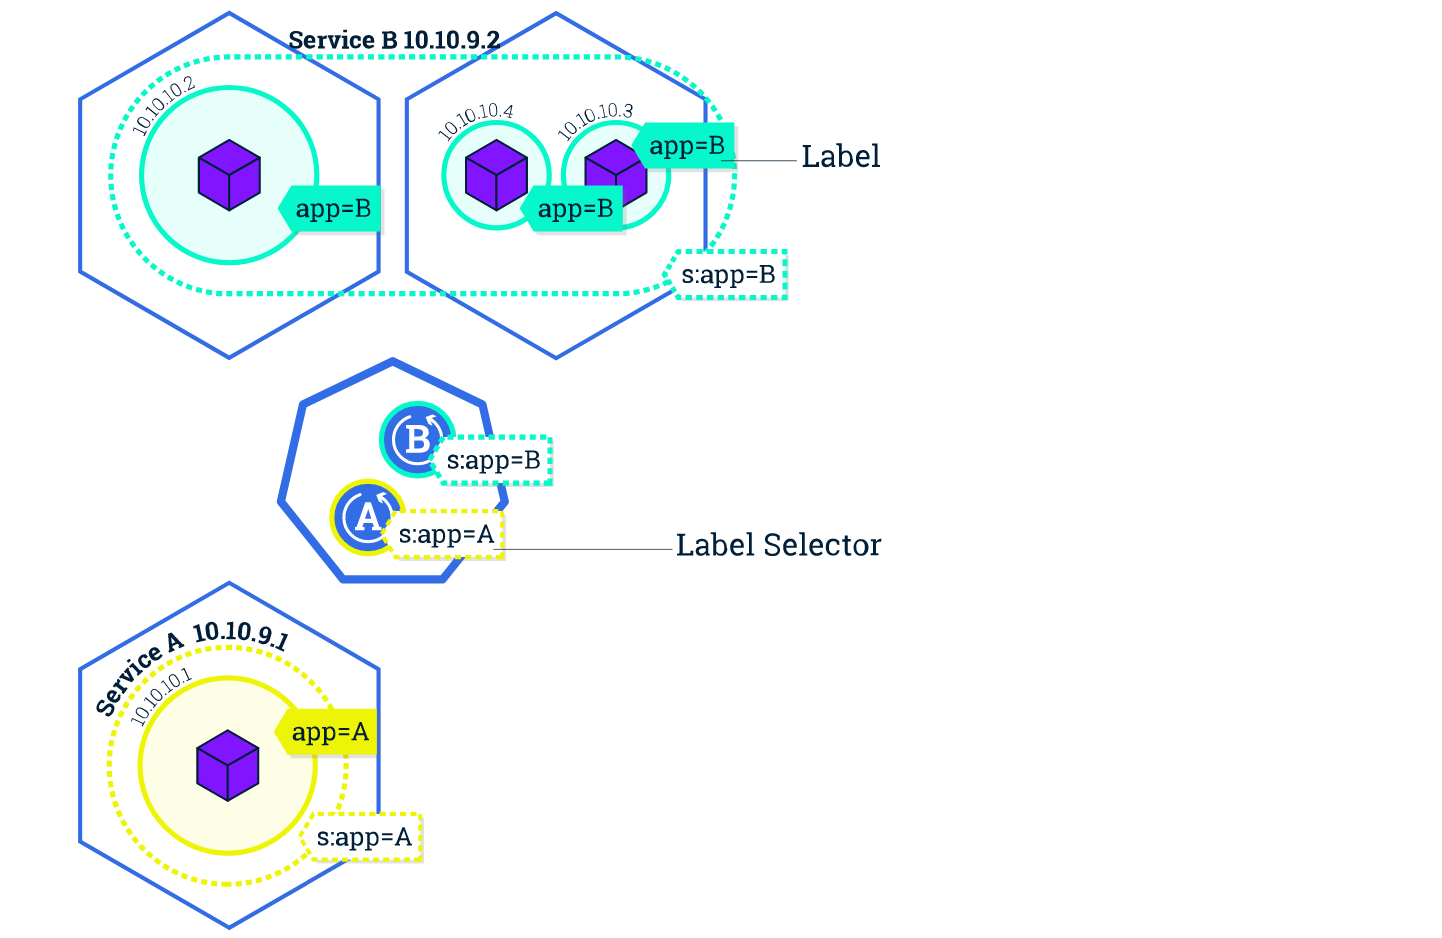 Service B 10.10.9.2
10.10.10.2
10.10.10.4
10.10.10.3
app=B
Label
app=B
app=B
s:app=B
B
s:app=B
A
s:app=A
Label Selector
Service A 10.10.9.1
10.10.10.1
app=A
s:app=A